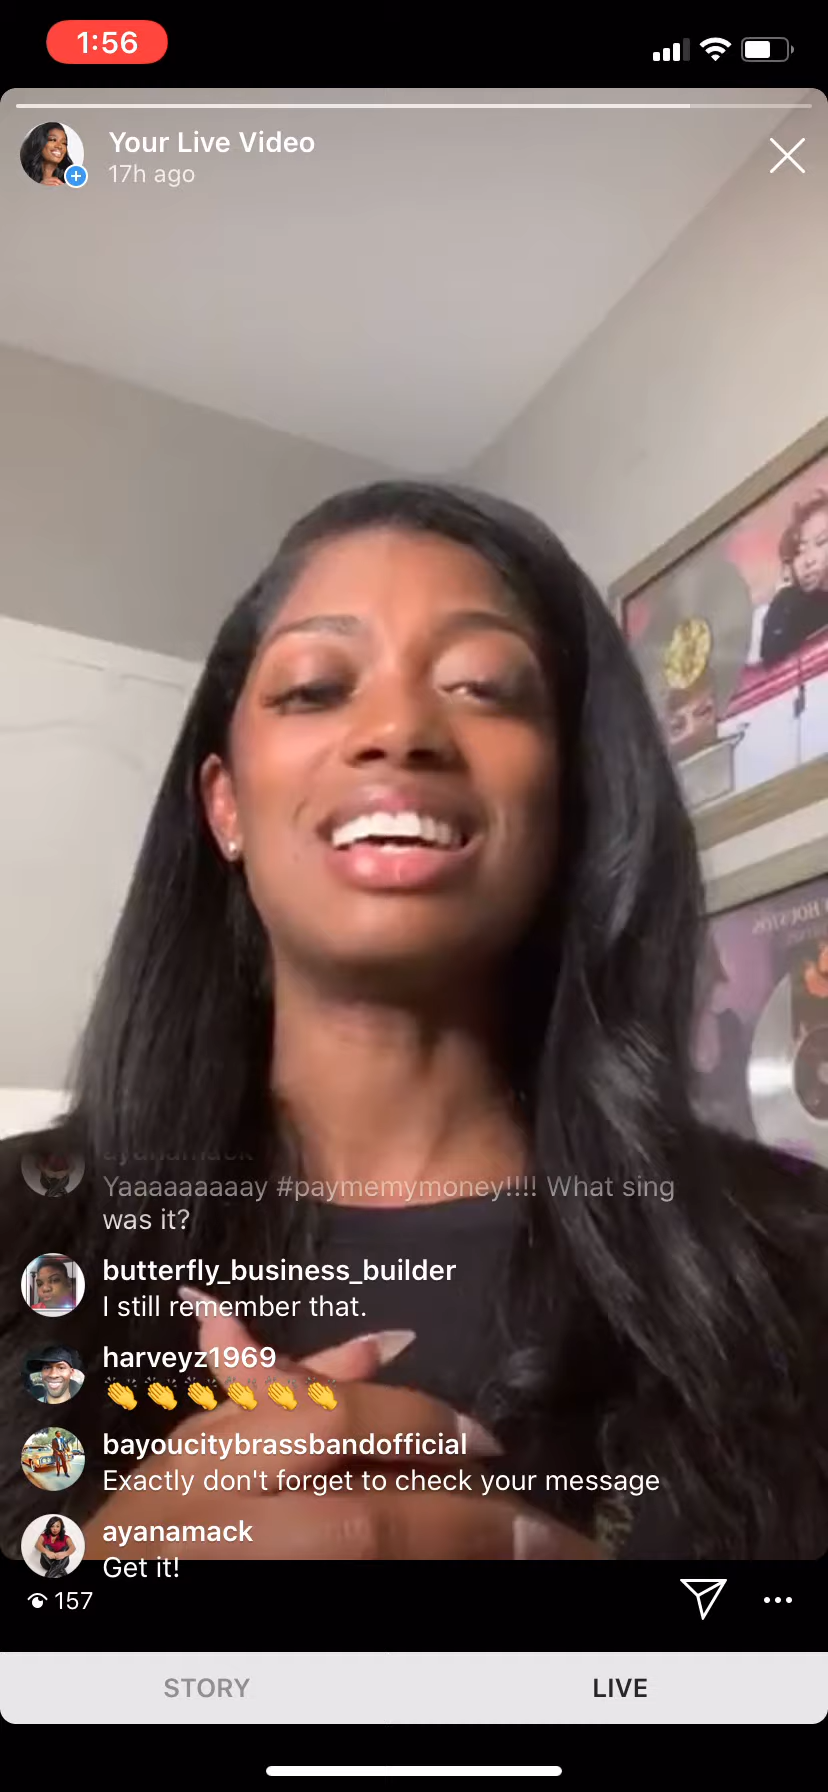 1:56
Your Live Video
17h ago
ayanamack
Yaaaaaaaaay #paymemymoney!!!! What sing
was it?
butterfly_business_builder
I still remember that.
harveyz1969
👏👏👏👏👏👏
bayoucitybrassbandofficial
Exactly don't forget to check your message
ayanamack
Get it!
157
STORY
LIVE